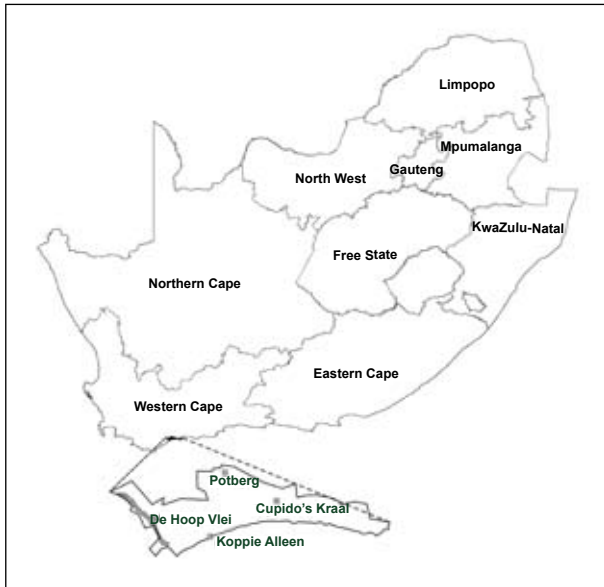 Limpopo
Mpumalanga
Gauteng
North West
KwaZulu-Natal
Free State
Northern Cape
Eastern Cape
Western Cape
Potberg
Cupido's Kraal
De Hoop Vlei
Koppie Alleen